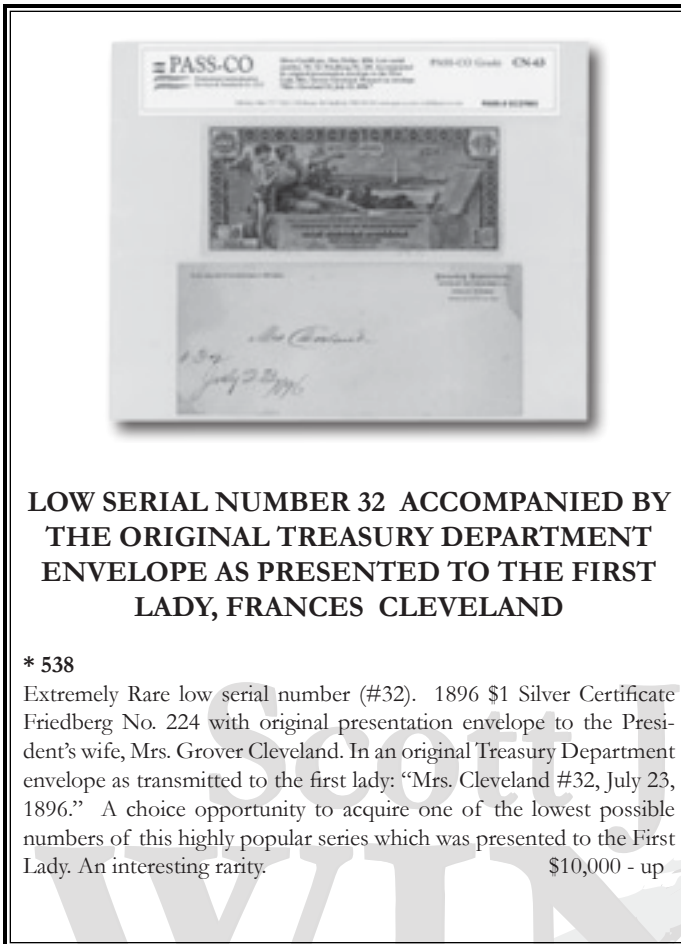 PASS-CO
PASS-CO Grade CN-63
Mrs Cleveland.
July 23, 1896
LOW SERIAL NUMBER 32 ACCOMPANIED BY
THE ORIGINAL TREASURY DEPARTMENT
ENVELOPE AS PRESENTED TO THE FIRST
LADY, FRANCES CLEVELAND
* 538
Extremely Rare low serial number (#32). 1896 $1 Silver Certificate
Friedberg No. 224 with original presentation envelope to the Presi-
dent's wife, Mrs. Grover Cleveland. In an original Treasury Department
envelope as transmitted to the first lady: “Mrs. Cleveland #32, July 23,
1896.” A choice opportunity to acquire one of the lowest possible
numbers of this highly popular series which was presented to the First
Lady. An interesting rarity. $10,000 - up
Scott J
WIN